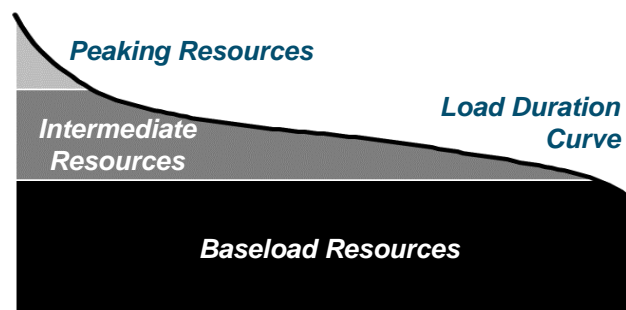 Peaking Resources
Load Duration
Curve
Intermediate
Resources
Baseload Resources